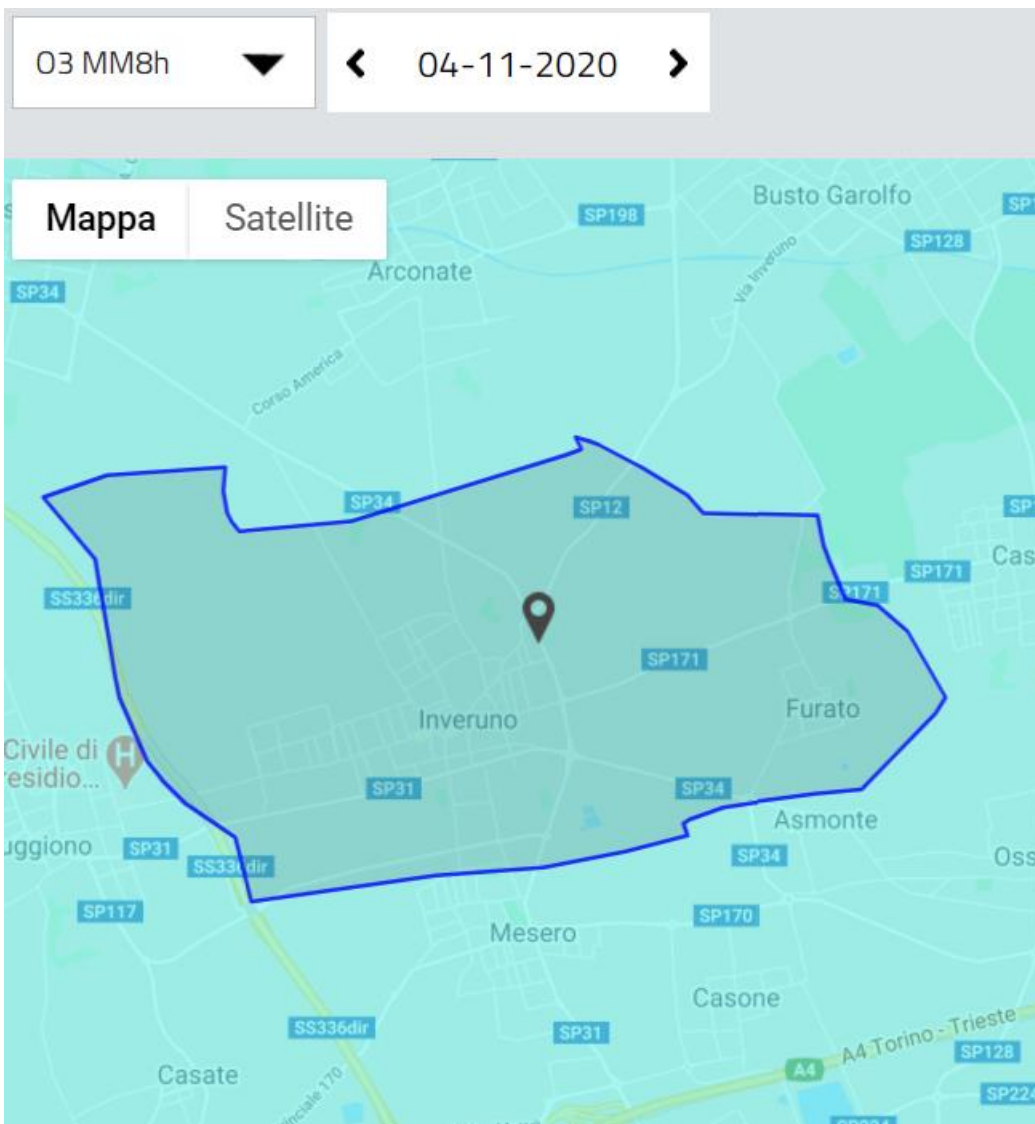 O3 MM8h
04-11-2020
Mappa Satellite
Busto Garolfo
SP198
SP128
Arconate
Via Inveruno
SP34
Corso America
SP34
SP12
SP171
SP171
SS336dir
SP171
Furato
Inveruno
Civile di
H
SP31
SP34
Asmonte
SP31
SP34
SS336dir
SP117
SP170
Mesero
Casone
SS336dir
SP31
A4 Torino - Trieste
SP128
A4
Casate